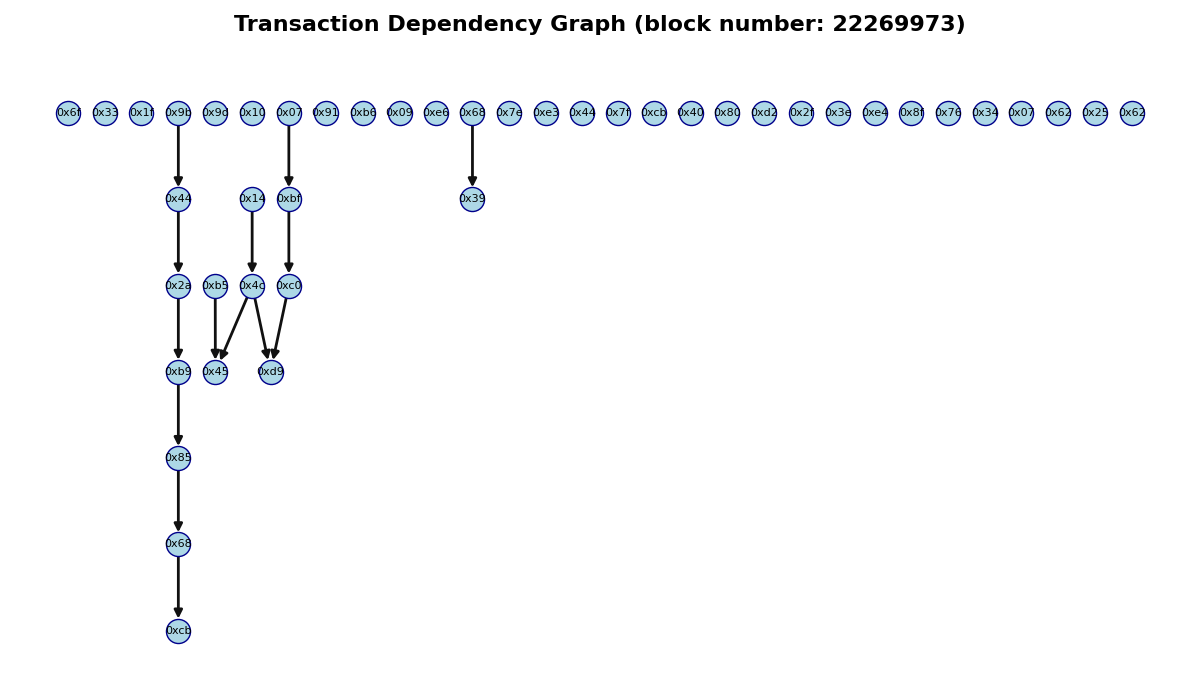 Transaction Dependency Graph (block number: 22269973)
0x6f 0x33 0x1f 0x9b 0x9d 0x10 0x07 0x91 0xb6 0x09 0xe6 0x68 0x7e 0xe3 0x44 0x7f 0xcb 0x40 0x80 0xd2 0x2f 0x3e 0xe4 0x8f 0x76 0x34 0x07 0x62 0x25 0x62
0x44 0x14 0xbf 0x39
0x2a 0xb5 0x4d 0xc0
0xb9 0x45 0xd9
0x85
0x68
0xcb